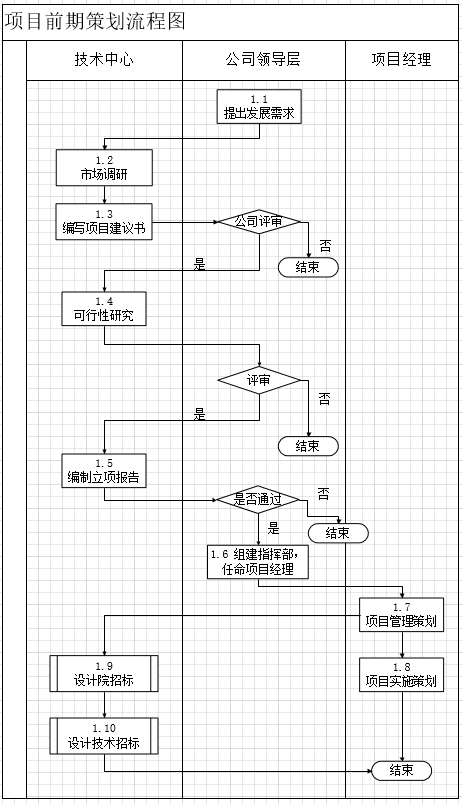 项目前期策划流程图
技术中心
公司领导层
项目经理
1.1
提出发展需求
1.2
市场调研
1.3
编写项目建议书
公司评审
否
结束
是
1.4
可行性研究
评审
否
是
结束
1.5
编制立项报告
是否通过
否
结束
是
1.6 组建指挥部，
任命项目经理
1.7
项目管理策划
1.9
设计院招标
1.8
项目实施策划
1.10
设计技术招标
结束